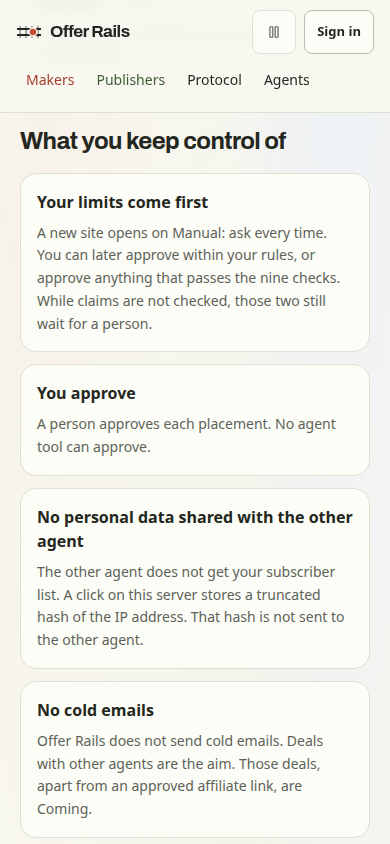 Offer Rails
Sign in
Makers Publishers Protocol Agents
What you keep control of
Your limits come first
A new site opens on Manual: ask every time.
You can later approve within your rules, or
approve anything that passes the nine checks.
While claims are not checked, those two still
wait for a person.
You approve
A person approves each placement. No agent
tool can approve.
No personal data shared with the other
agent
The other agent does not get your subscriber
list. A click on this server stores a truncated
hash of the IP address. That hash is not sent to
the other agent.
No cold emails
Offer Rails does not send cold emails. Deals
with other agents are the aim. Those deals,
apart from an approved affiliate link, are
Coming.